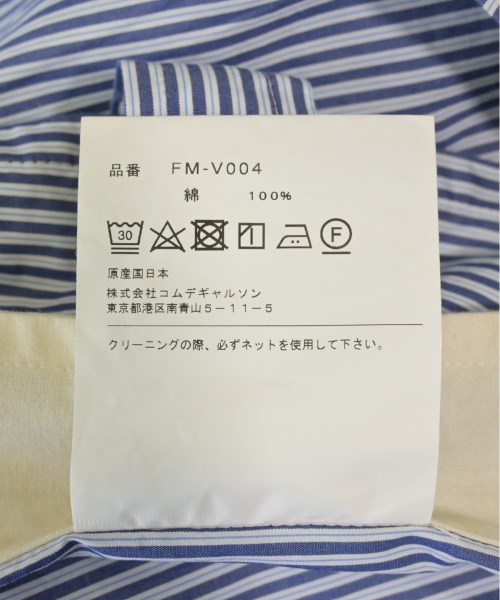 品番 FM-V004
綿 100%
30 F
原産国日本
株式会社コムデギャルソン
東京都港区南青山5-11-5
クリーニングの際、必ずネットを使用して下さい。